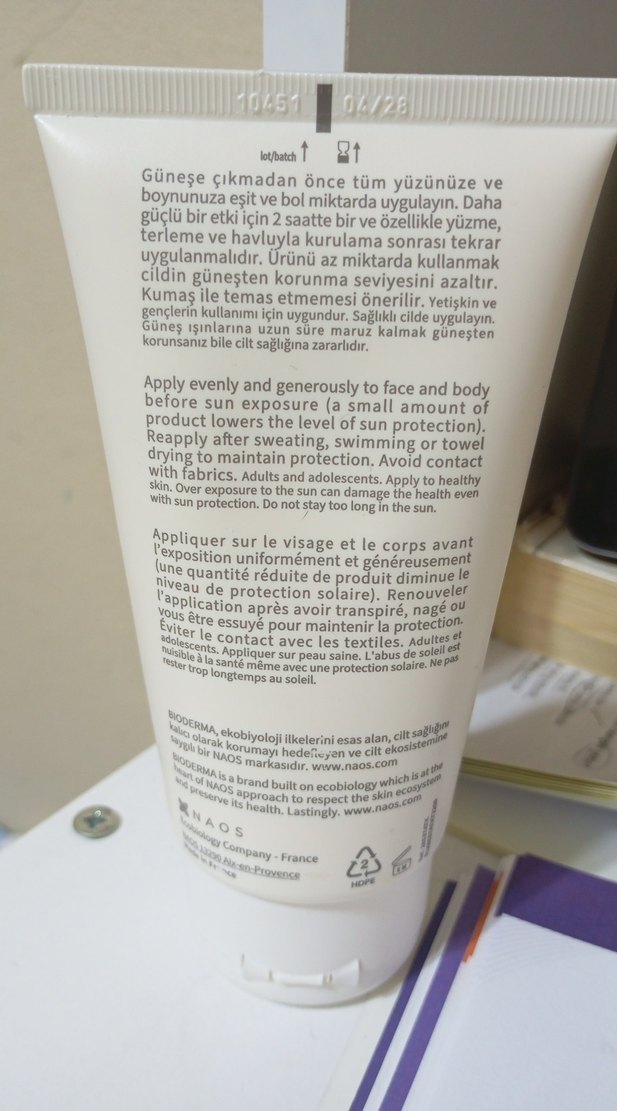 10451 04/28
lot/batch
Güneşe çıkmadan önce tüm yüzünüze ve
boynunuza eşit ve bol miktarda uygulayın. Daha
güçlü bir etki için 2 saatte bir ve özellikle yüzme,
terleme ve havluyla kurulama sonrası tekrar
uygulanmalıdır. Ürünü az miktarda kullanmak
cildin güneşten korunma seviyesini azaltır.
Kumaş ile temas etmemesi önerilir. Yetişkin ve
gençlerin kullanımı için uygundur. Sağlıklı cilde uygulayın.
Güneş ışınlarına uzun süre maruz kalmak güneşten
korunsanız bile cilt sağlığına zararlıdır.
Apply evenly and generously to face and body
before sun exposure (a small amount of
product lowers the level of sun protection).
Reapply after sweating, swimming or towel
drying to maintain protection. Avoid contact
with fabrics. Adults and adolescents. Apply to healthy
skin. Over exposure to the sun can damage the health even
with sun protection. Do not stay too long in the sun.
Appliquer sur le visage et le corps avant
l'exposition uniformément et généreusement
(une quantité réduite de produit diminue le
niveau de protection solaire). Renouveler
l'application après avoir transpiré, nagé ou
vous être essuyé pour maintenir la protection.
Éviter le contact avec les textiles. Adultes et
adolescents. Appliquer sur peau saine. L'abus de soleil est
nuisible à la santé même avec une protection solaire. Ne pas
rester trop longtemps au soleil.
BIODERMA, ekobiyoloji ilkelerini esas alan, cilt sağlığını
kalıcı olarak korumayı hedefleyen ve cilt ekosistemine
saygılı bir NAOS markasıdır. www.naos.com
BIODERMA is a brand built on ecobiology which is at the
heart of NAOS approach to respect the skin ecosystem
and preserve its health. Lastingly. www.naos.com
NAOS
Ecobiology Company - France
NAOS 13290 Aix-en-Provence
Made in France
2
HDPE